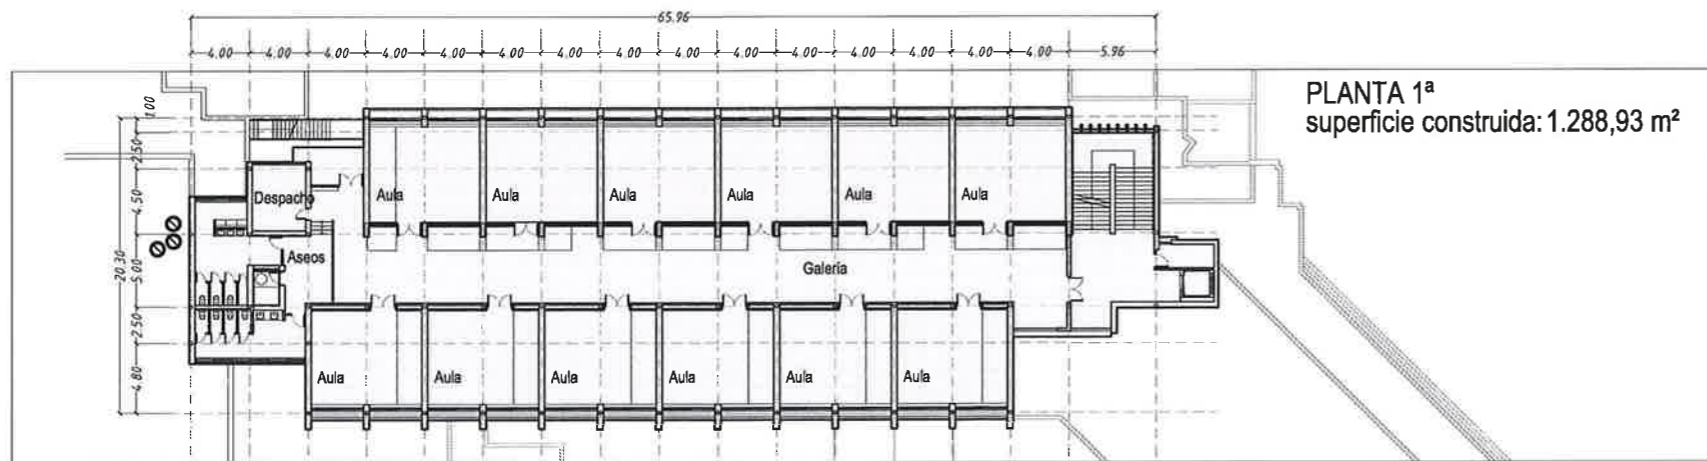 65.96
4.00 4.00 4.00 4.00 4.00 4.00 4.00 4.00 4.00 4.00 4.00 4.00 4.00 4.00 4.00 5.96
PLANTA 1ª
superficie construida: 1.288,93 m²
1.00
2.50
4.50
5.00
2.50
4.80
20.30
Despacho
Aula Aula Aula Aula Aula Aula
Aseos
Galería
Aula Aula Aula Aula Aula Aula